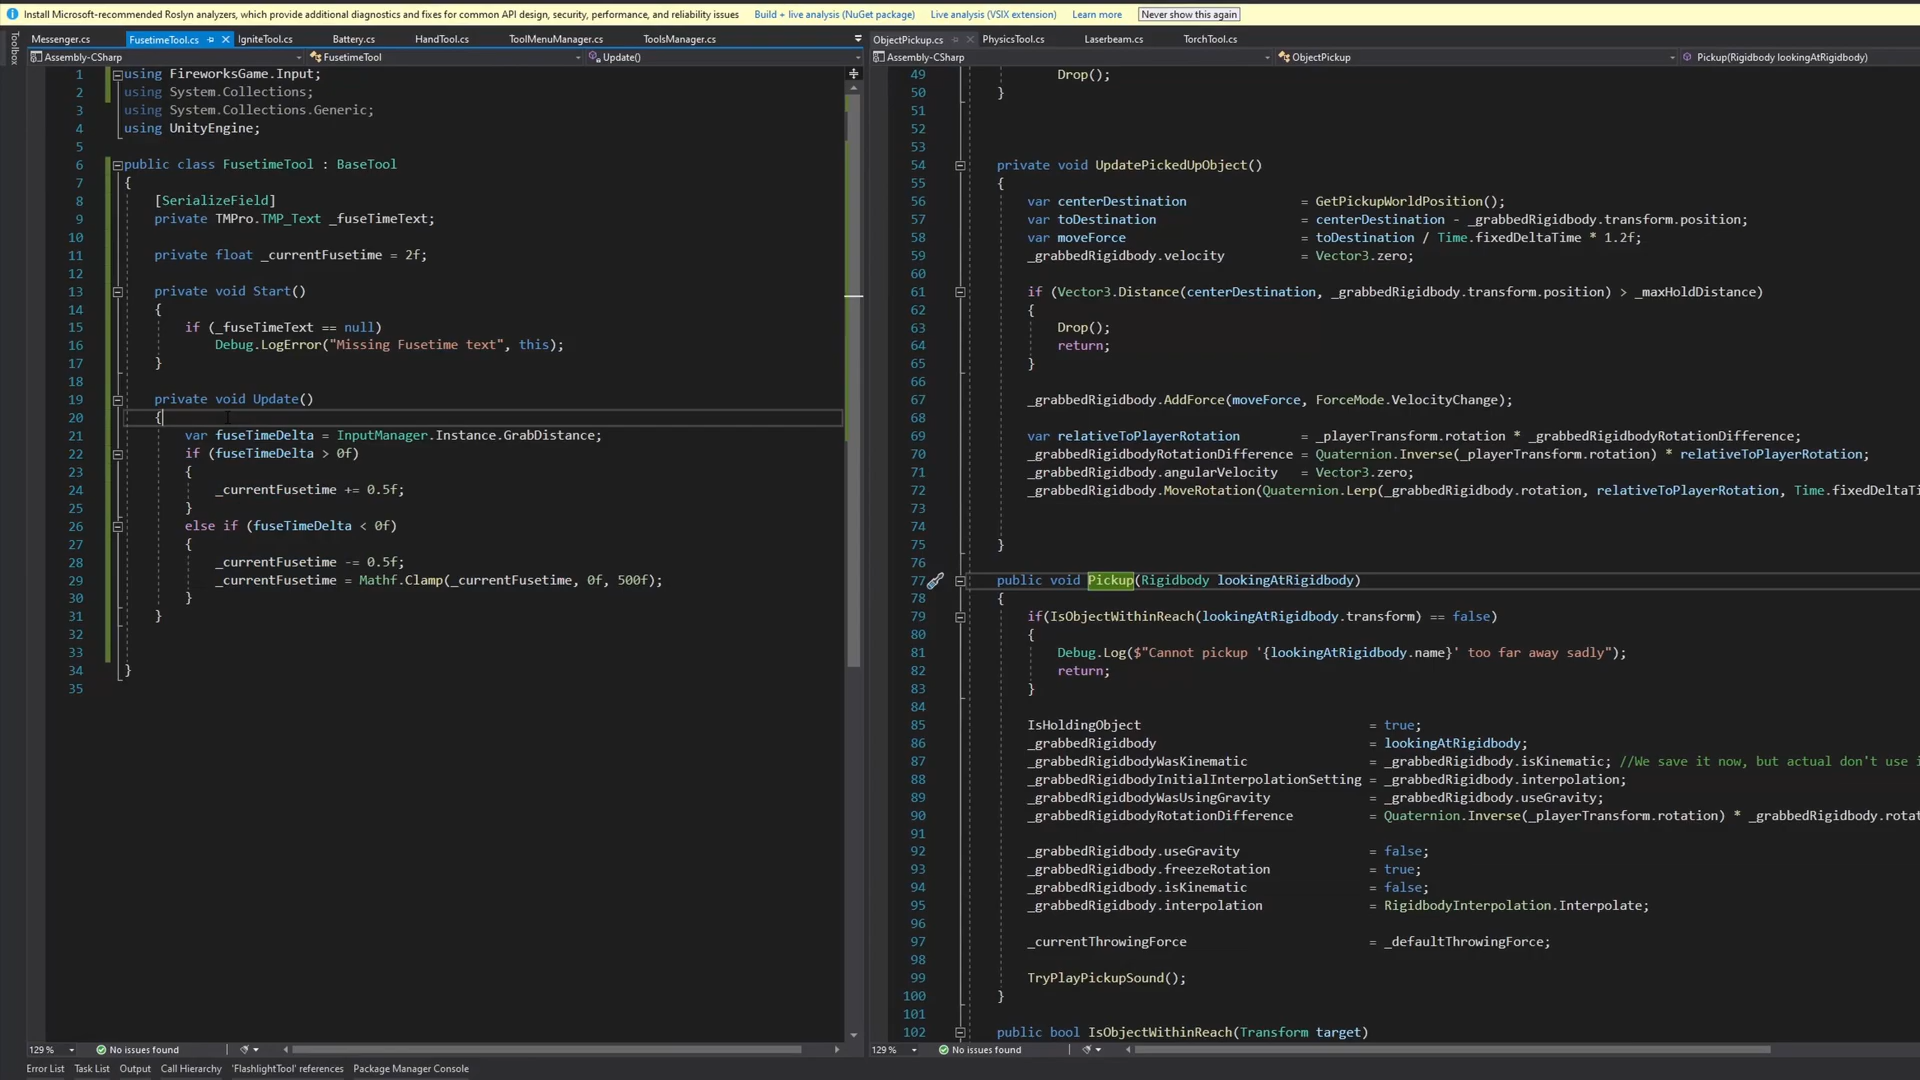 Install Microsoft-recommended Roslyn analyzers, which provide additional diagnostics and fixes for common API design, security, performance, and reliability issues Build + live analysis (NuGet package) Live analysis (VSIX extension) Learn more Never show this again
Toolbox
Messenger.cs FusetimeTool.cs IgniteTool.cs Battery.cs HandTool.cs ToolMenuManager.cs ToolsManager.cs
Assembly-CSharp FusetimeTool Update()
1 using FireworksGame.Input;
2 using System.Collections;
3 using System.Collections.Generic;
4 using UnityEngine;
5
6 public class FusetimeTool : BaseTool
7 {
8 [SerializeField]
9 private TMPro.TMP_Text _fuseTimeText;
10
11 private float _currentFusetime = 2f;
12
13 private void Start()
14 {
15 if (_fuseTimeText == null)
16 Debug.LogError("Missing Fusetime text", this);
17 }
18
19 private void Update()
20 {
21 var fuseTimeDelta = InputManager.Instance.GrabDistance;
22 if (fuseTimeDelta > 0f)
23 {
24 _currentFusetime += 0.5f;
25 }
26 else if (fuseTimeDelta < 0f)
27 {
28 _currentFusetime -= 0.5f;
29 _currentFusetime = Mathf.Clamp(_currentFusetime, 0f, 500f);
30 }
31 }
32
33
34 }
35
129 % No issues found
ObjectPickup.cs PhysicsTool.cs Laserbeam.cs TorchTool.cs
Assembly-CSharp ObjectPickup Pickup(Rigidbody lookingAtRigidbody)
49 Drop();
50 }
51
52
53
54 private void UpdatePickedUpObject()
55 {
56 var centerDestination = GetPickupWorldPosition();
57 var toDestination = centerDestination - _grabbedRigidbody.transform.position;
58 var moveForce = toDestination / Time.fixedDeltaTime * 1.2f;
59 _grabbedRigidbody.velocity = Vector3.zero;
60
61 if (Vector3.Distance(centerDestination, _grabbedRigidbody.transform.position) > _maxHoldDistance)
62 {
63 Drop();
64 return;
65 }
66
67 _grabbedRigidbody.AddForce(moveForce, ForceMode.VelocityChange);
68
69 var relativeToPlayerRotation = _playerTransform.rotation * _grabbedRigidbodyRotationDifference;
70 _grabbedRigidbodyRotationDifference = Quaternion.Inverse(_playerTransform.rotation) * relativeToPlayerRotation;
71 _grabbedRigidbody.angularVelocity = Vector3.zero;
72 _grabbedRigidbody.MoveRotation(Quaternion.Lerp(_grabbedRigidbody.rotation, relativeToPlayerRotation, Time.fixedDeltaTi
73
74
75 }
76
77 public void Pickup(Rigidbody lookingAtRigidbody)
78 {
79 if(IsObjectWithinReach(lookingAtRigidbody.transform) == false)
80 {
81 Debug.Log($"Cannot pickup '{lookingAtRigidbody.name}' too far away sadly");
82 return;
83 }
84
85 IsHoldingObject = true;
86 _grabbedRigidbody = lookingAtRigidbody;
87 _grabbedRigidbodyWasKinematic = _grabbedRigidbody.isKinematic; //We save it now, but actual don't use i
88 _grabbedRigidbodyInitialInterpolationSetting = _grabbedRigidbody.interpolation;
89 _grabbedRigidbodyWasUsingGravity = _grabbedRigidbody.useGravity;
90 _grabbedRigidbodyRotationDifference = Quaternion.Inverse(_playerTransform.rotation) * _grabbedRigidbody.rota
91
92 _grabbedRigidbody.useGravity = false;
93 _grabbedRigidbody.freezeRotation = true;
94 _grabbedRigidbody.isKinematic = false;
95 _grabbedRigidbody.interpolation = RigidbodyInterpolation.Interpolate;
96
97 _currentThrowingForce = _defaultThrowingForce;
98
99 TryPlayPickupSound();
100 }
101
102 public bool IsObjectWithinReach(Transform target)
129 % No issues found
Error List Task List Output Call Hierarchy 'FlashlightTool' references Package Manager Console